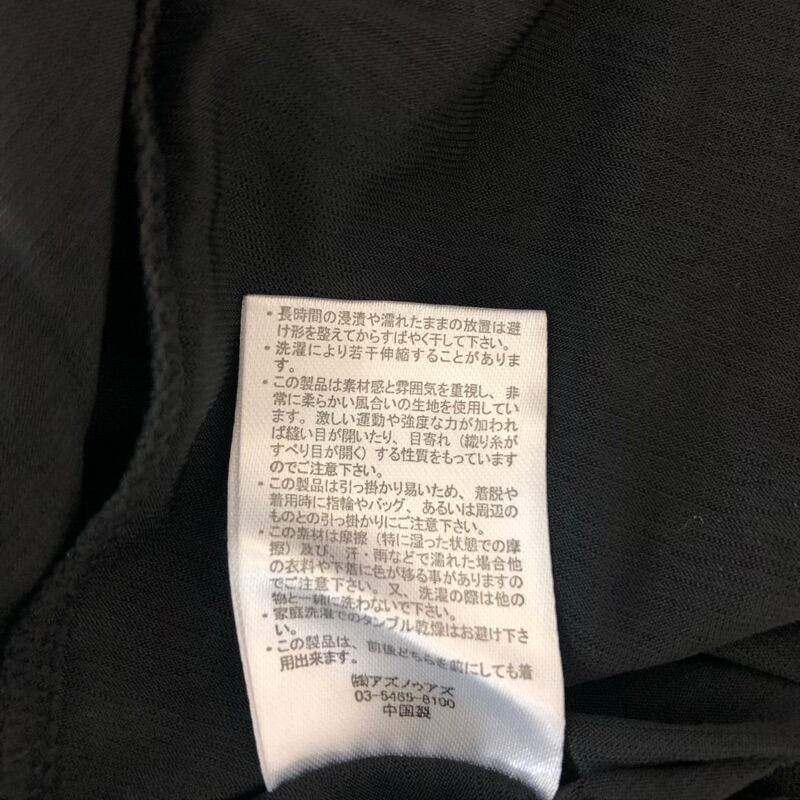 ・長時間の浸漬や濡れたままの放置は避
け形を整えてからすばやく干して下さい。
・洗濯により若干伸縮することがありま
す。
・この製品は素材感と雰囲気を重視し、非
常に柔らかい風合いの生地を使用してい
ます。激しい運動や強度な力が加われ
ば縫い目が開いたり、目寄れ（織り糸が
すべり目が開く）する性質をもっています
のでご注意下さい。
・この製品は引っ掛かり易いため、着脱や
着用時に指輪やバッグ、あるいは周辺の
ものとの引っ掛かりにご注意下さい。
・この素材は摩擦（特に湿った状態での摩
擦）及び、汗・雨などで濡れた場合他
の衣料や下着に色が移る事がありますの
でご注意下さい。又、洗濯の際は他の
物と一緒に洗わないで下さい。
・家庭洗濯でのタンブル乾燥はお避け下さ
い。
・この製品は、前後どちらを前にしても着
用出来ます。
㈱アズノゥアズ
03-5465-8100
中国製